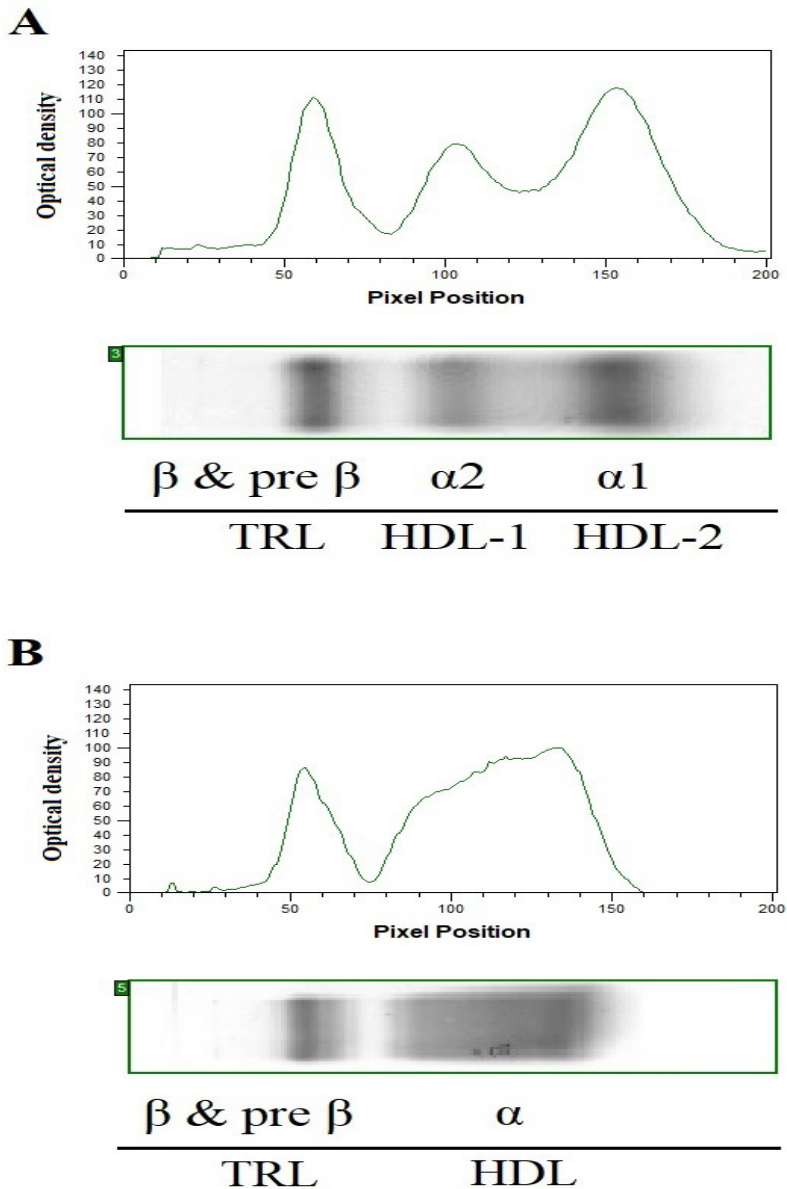 A
Optical density
140
130
120
110
100
90
80
70
60
50
40
30
20
10
0
0 50 100 150 200
Pixel Position
3
β & pre β α2 α1
TRL HDL-1 HDL-2
B
Optical density
140
130
120
110
100
90
80
70
60
50
40
30
20
10
0
0 50 100 150 200
Pixel Position
5
β & pre β α
TRL HDL